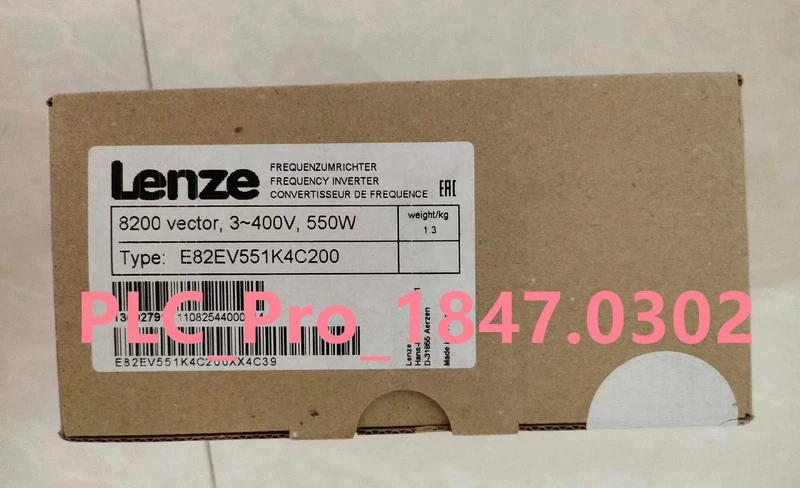 Lenze
FREQUENZUMRICHTER
FREQUENCY INVERTER
CONVERTISSEUR DE FREQUENCE
EAC
8200 vector, 3~400V, 550W
weight/kg
1.3
Type: E82EV551K4C200
PLC_Pro_1847.0302
E82EV551K4C200XX4C39
Lenze
D-31855 Aerzen
Made